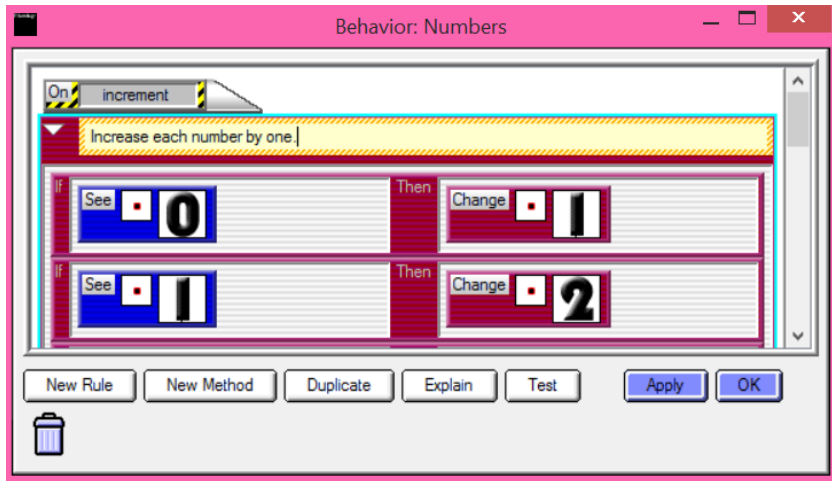 Behavior: Numbers
On increment
Increase each number by one.
If See 0 Then Change 1
If See 1 Then Change 2
New Rule New Method Duplicate Explain Test Apply OK